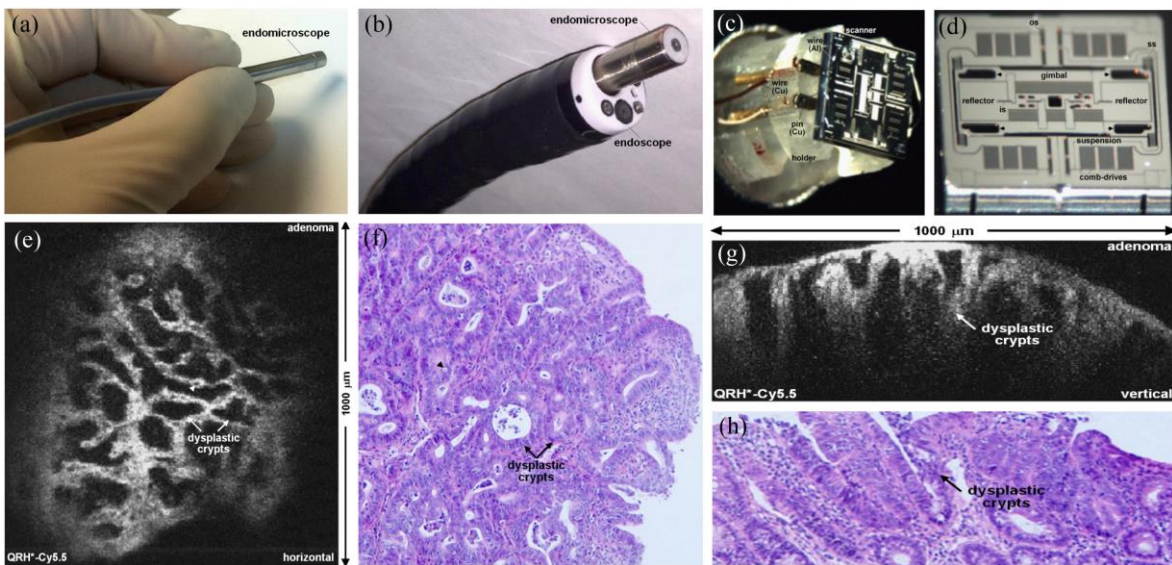 (a)
endomicroscope
(b)
endomicroscope
endoscope
(c)
scanner
wire
(Al)
wire
(Cu)
pin
(Cu)
holder
(d)
os
ss
gimbal
reflector
is
reflector
suspension
comb-drives
(e)
adenoma
dysplastic
crypts
QRH*-Cy5.5
horizontal
1000 μm
(f)
dysplastic
crypts
1000 μm
(g)
adenoma
dysplastic
crypts
QRH*-Cy5.5
vertical
(h)
dysplastic
crypts